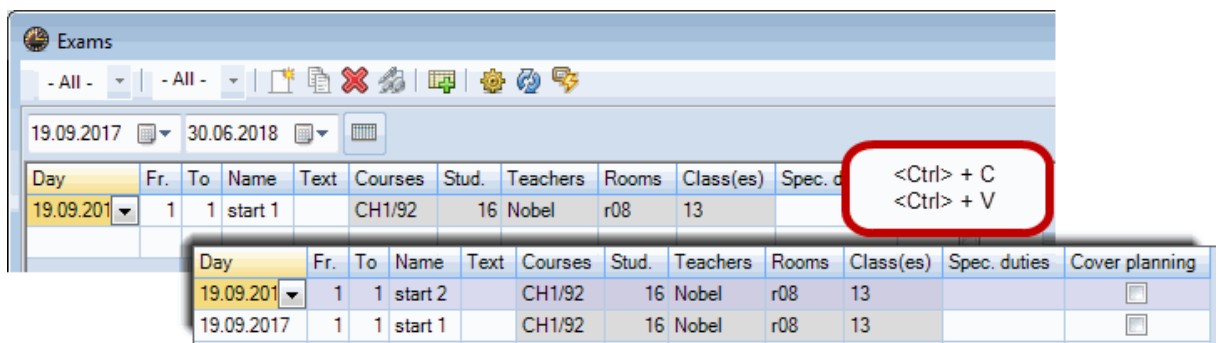 Exams
- All - - All -
19.09.2017 30.06.2018
Day Fr. To Name Text Courses Stud. Teachers Rooms Class(es) Spec. d
19.09.201 1 1 start 1 CH1/92 16 Nobel r08 13
<Ctrl> + C
<Ctrl> + V
Day Fr. To Name Text Courses Stud. Teachers Rooms Class(es) Spec. duties Cover planning
19.09.201 1 1 start 2 CH1/92 16 Nobel r08 13
19.09.2017 1 1 start 1 CH1/92 16 Nobel r08 13